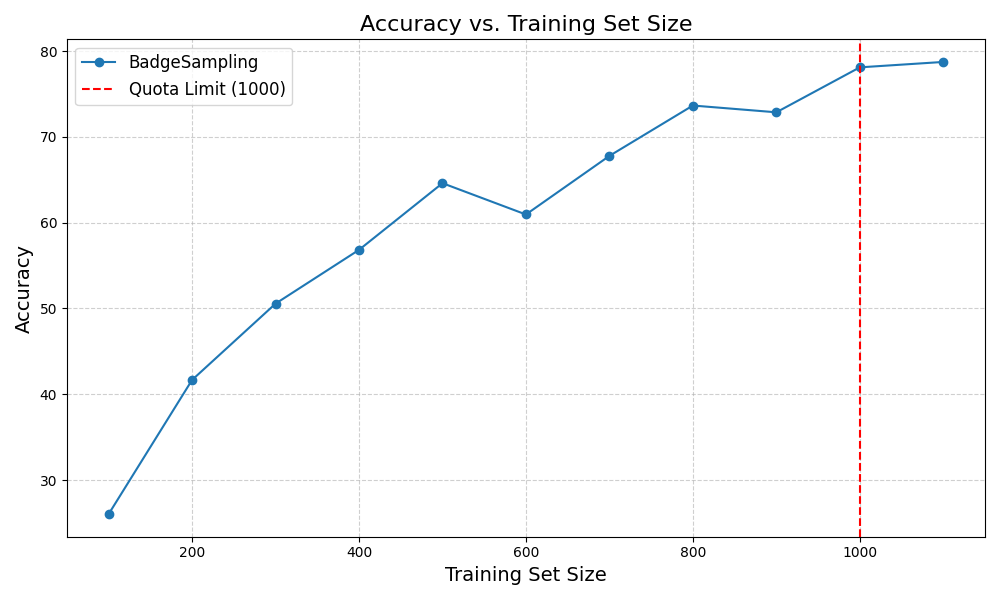 Accuracy vs. Training Set Size
BadgeSampling
Quota Limit (1000)
Accuracy
80
70
60
50
40
30
200
400
600
800
1000
Training Set Size